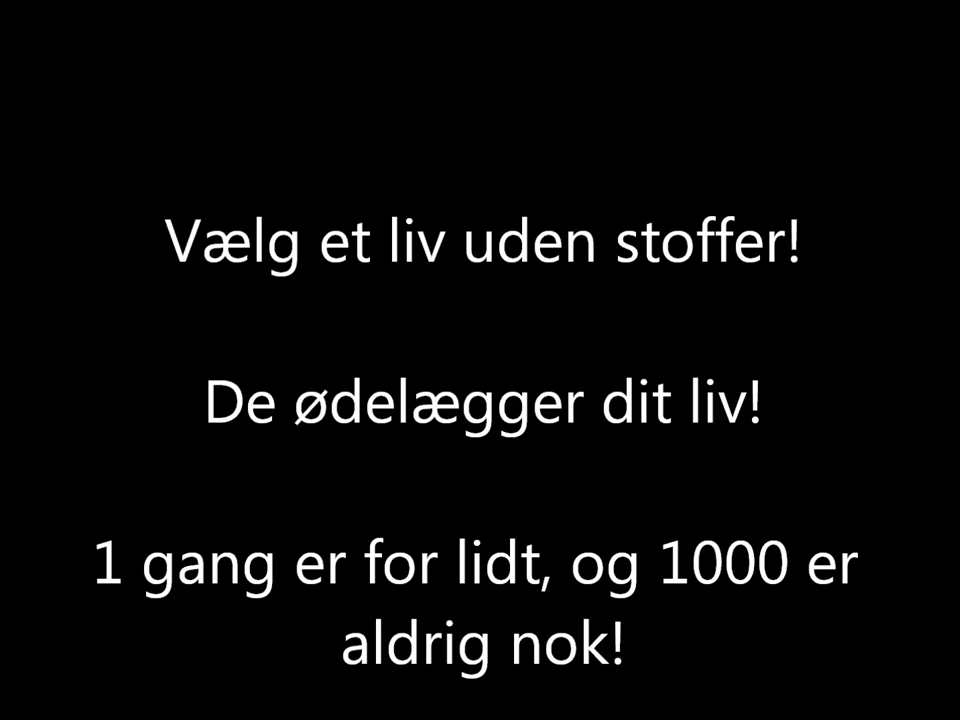 Vælg et liv uden stoffer!
De ødelægger dit liv!
1 gang er for lidt, og 1000 er
aldrig nok!